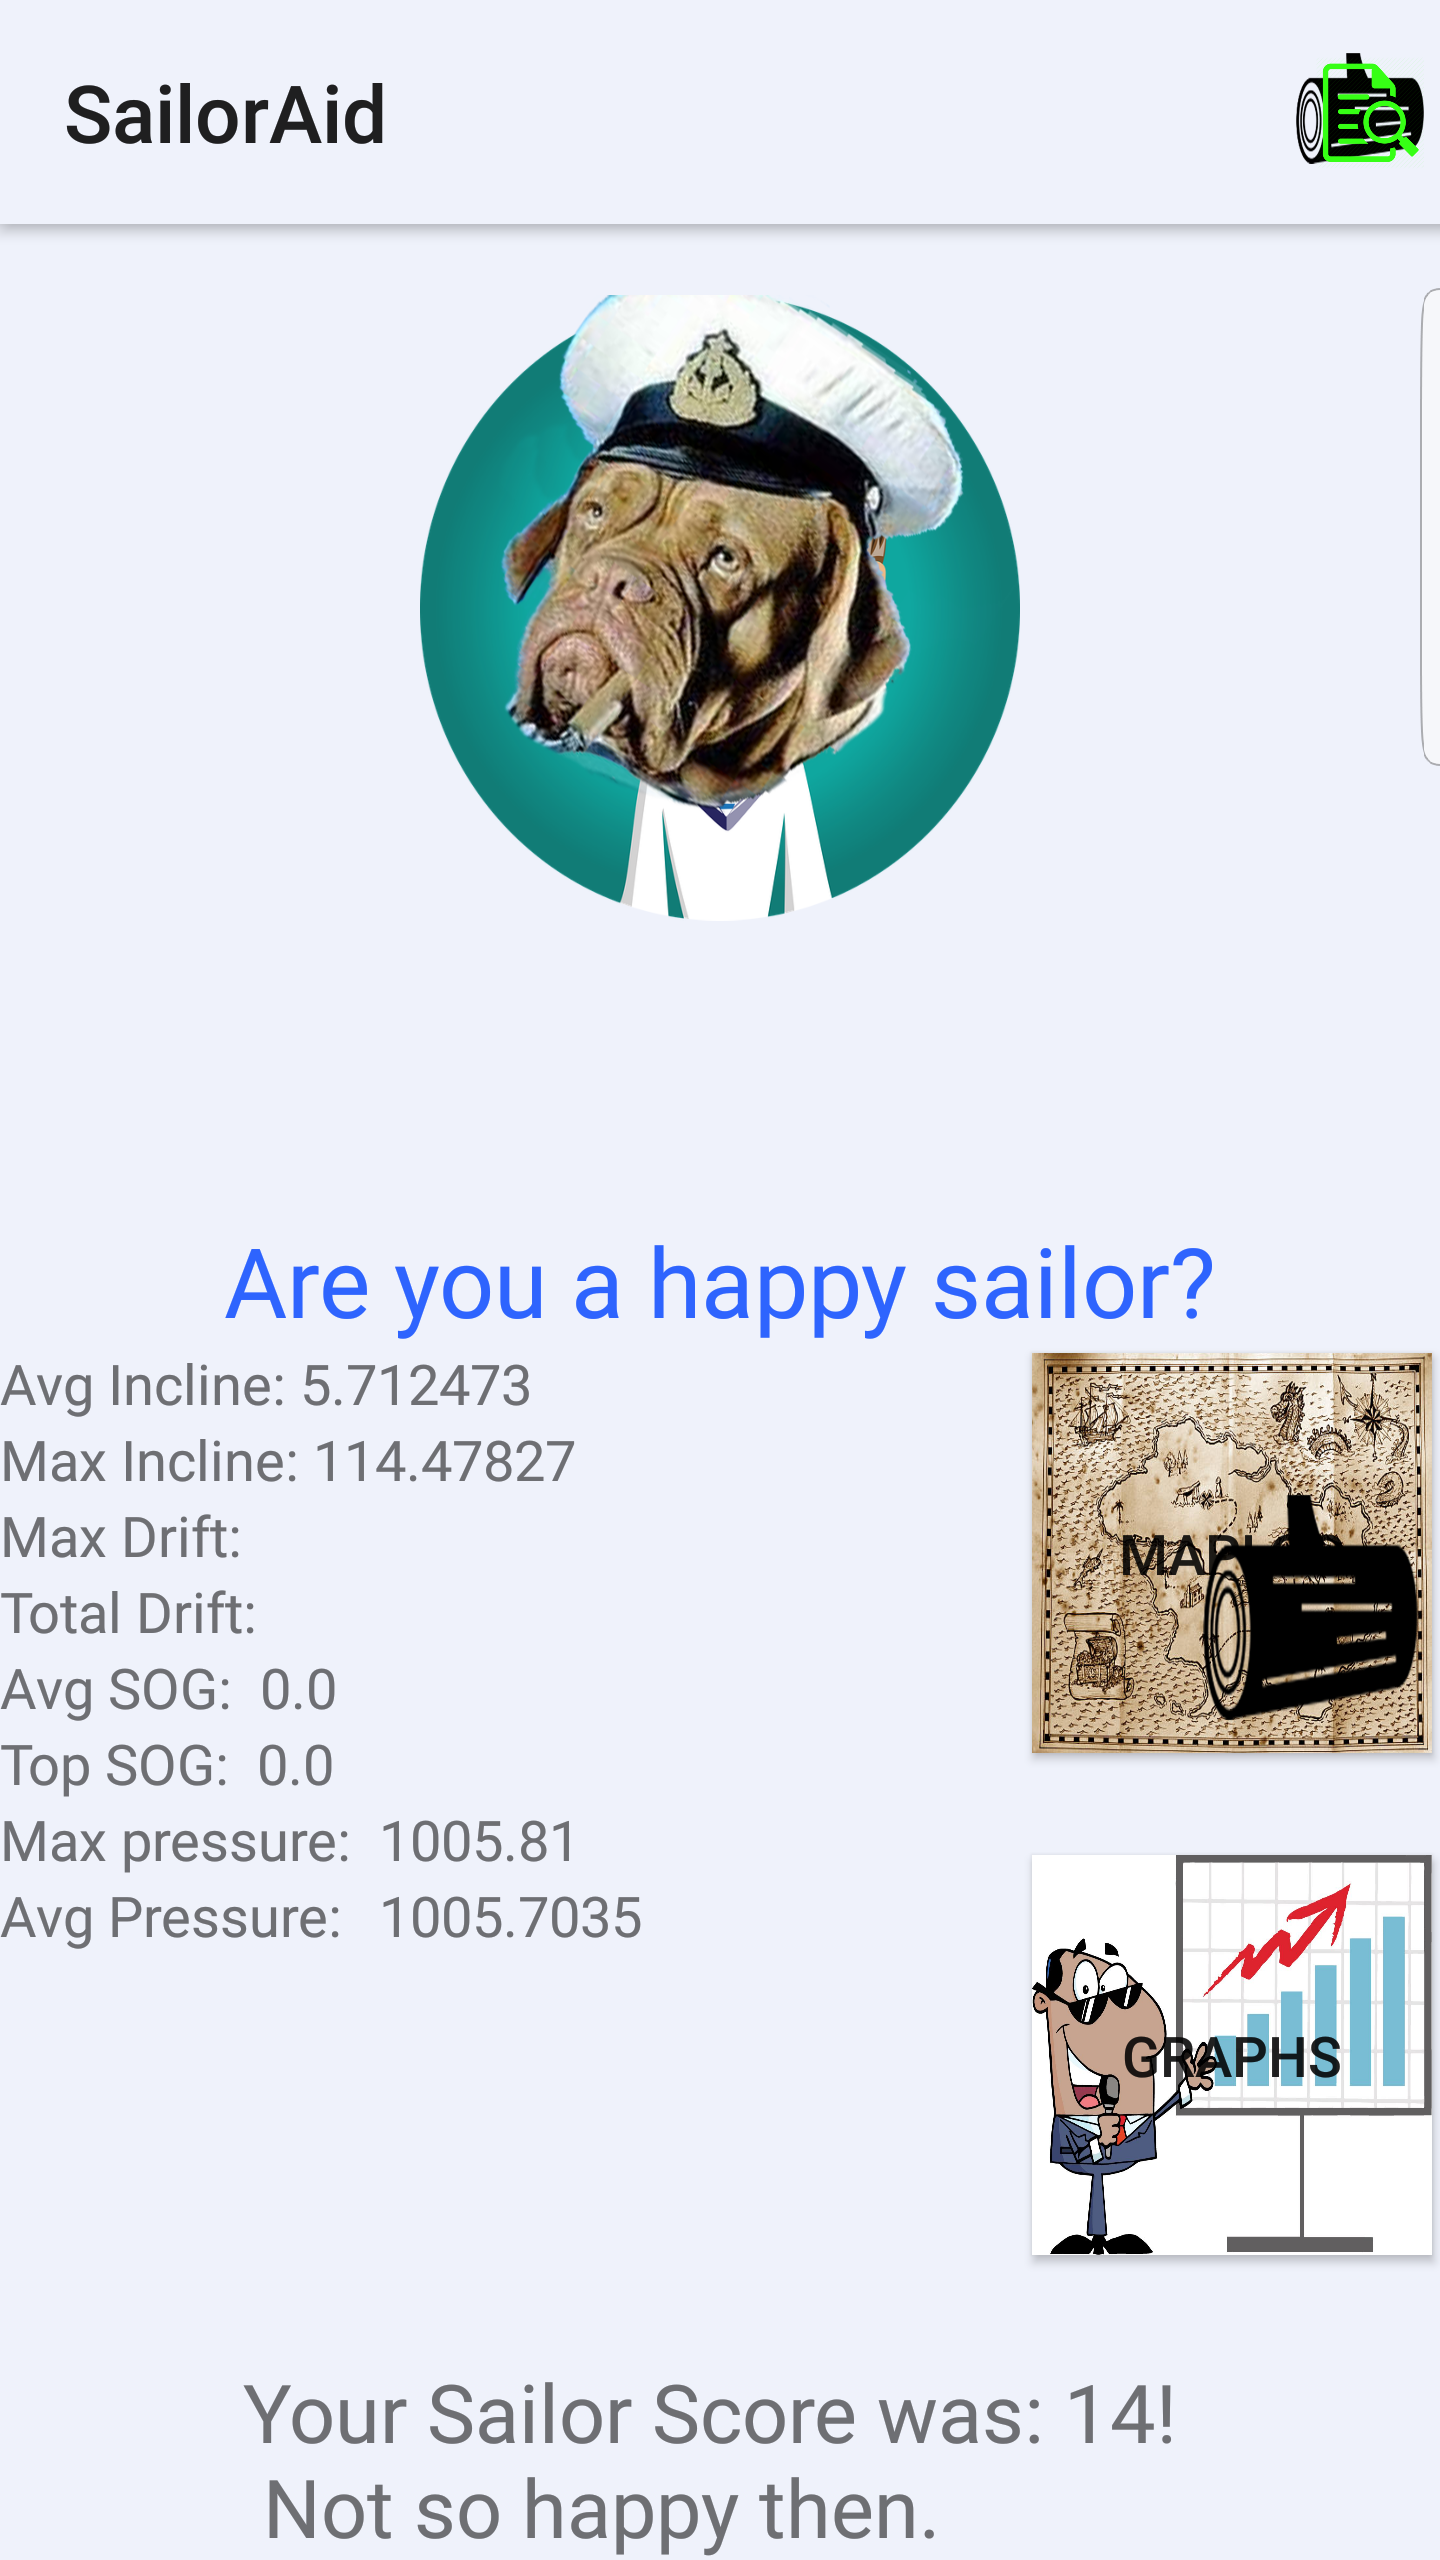 SailorAid
Are you a happy sailor?
Avg Incline: 5.712473
Max Incline: 114.47827
Max Drift:
Total Drift:
Avg SOG: 0.0
Top SOG: 0.0
Max pressure: 1005.81
Avg Pressure: 1005.7035
GRAPHS
Your Sailor Score was: 14!
Not so happy then.